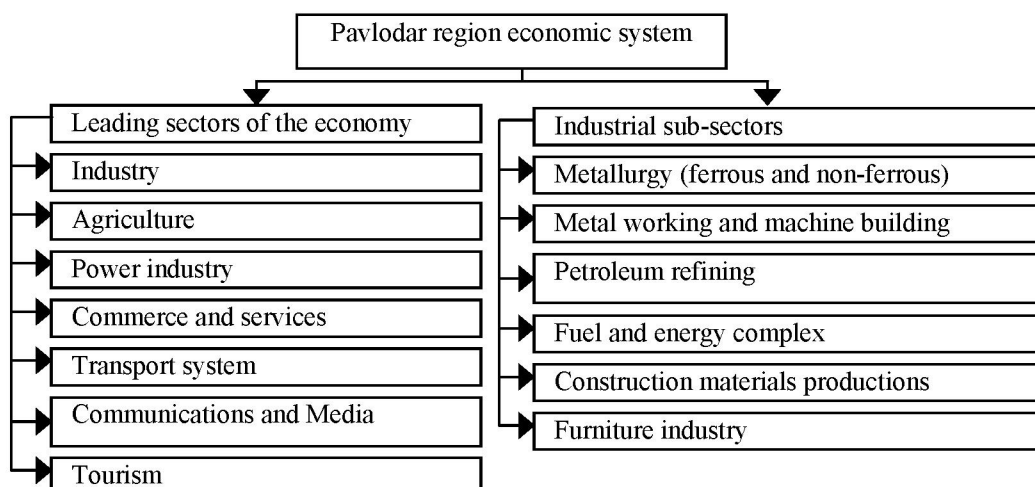 Pavlodar region economic system
Leading sectors of the economy
Industry
Agriculture
Power industry
Commerce and services
Transport system
Communications and Media
Tourism
Industrial sub-sectors
Metallurgy (ferrous and non-ferrous)
Metal working and machine building
Petroleum refining
Fuel and energy complex
Construction materials productions
Furniture industry